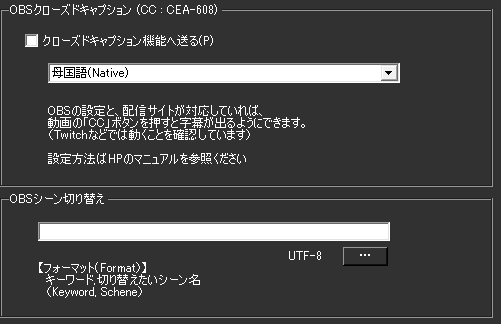 OBSクローズドキャプション (CC : CEA-608)
クローズドキャプション機能へ送る(P)
母国語(Native)
OBSの設定と、配信サイトが対応していれば、
動画の「CC」ボタンを押すと字幕が出るようにできます。
(Twitchなどでは動くことを確認しています)
設定方法はHPのマニュアルを参照ください
OBSシーン切り替え
UTF-8 ...
【フォーマット(Format)】
キーワード,切り替えたいシーン名
(Keyword, Schene)